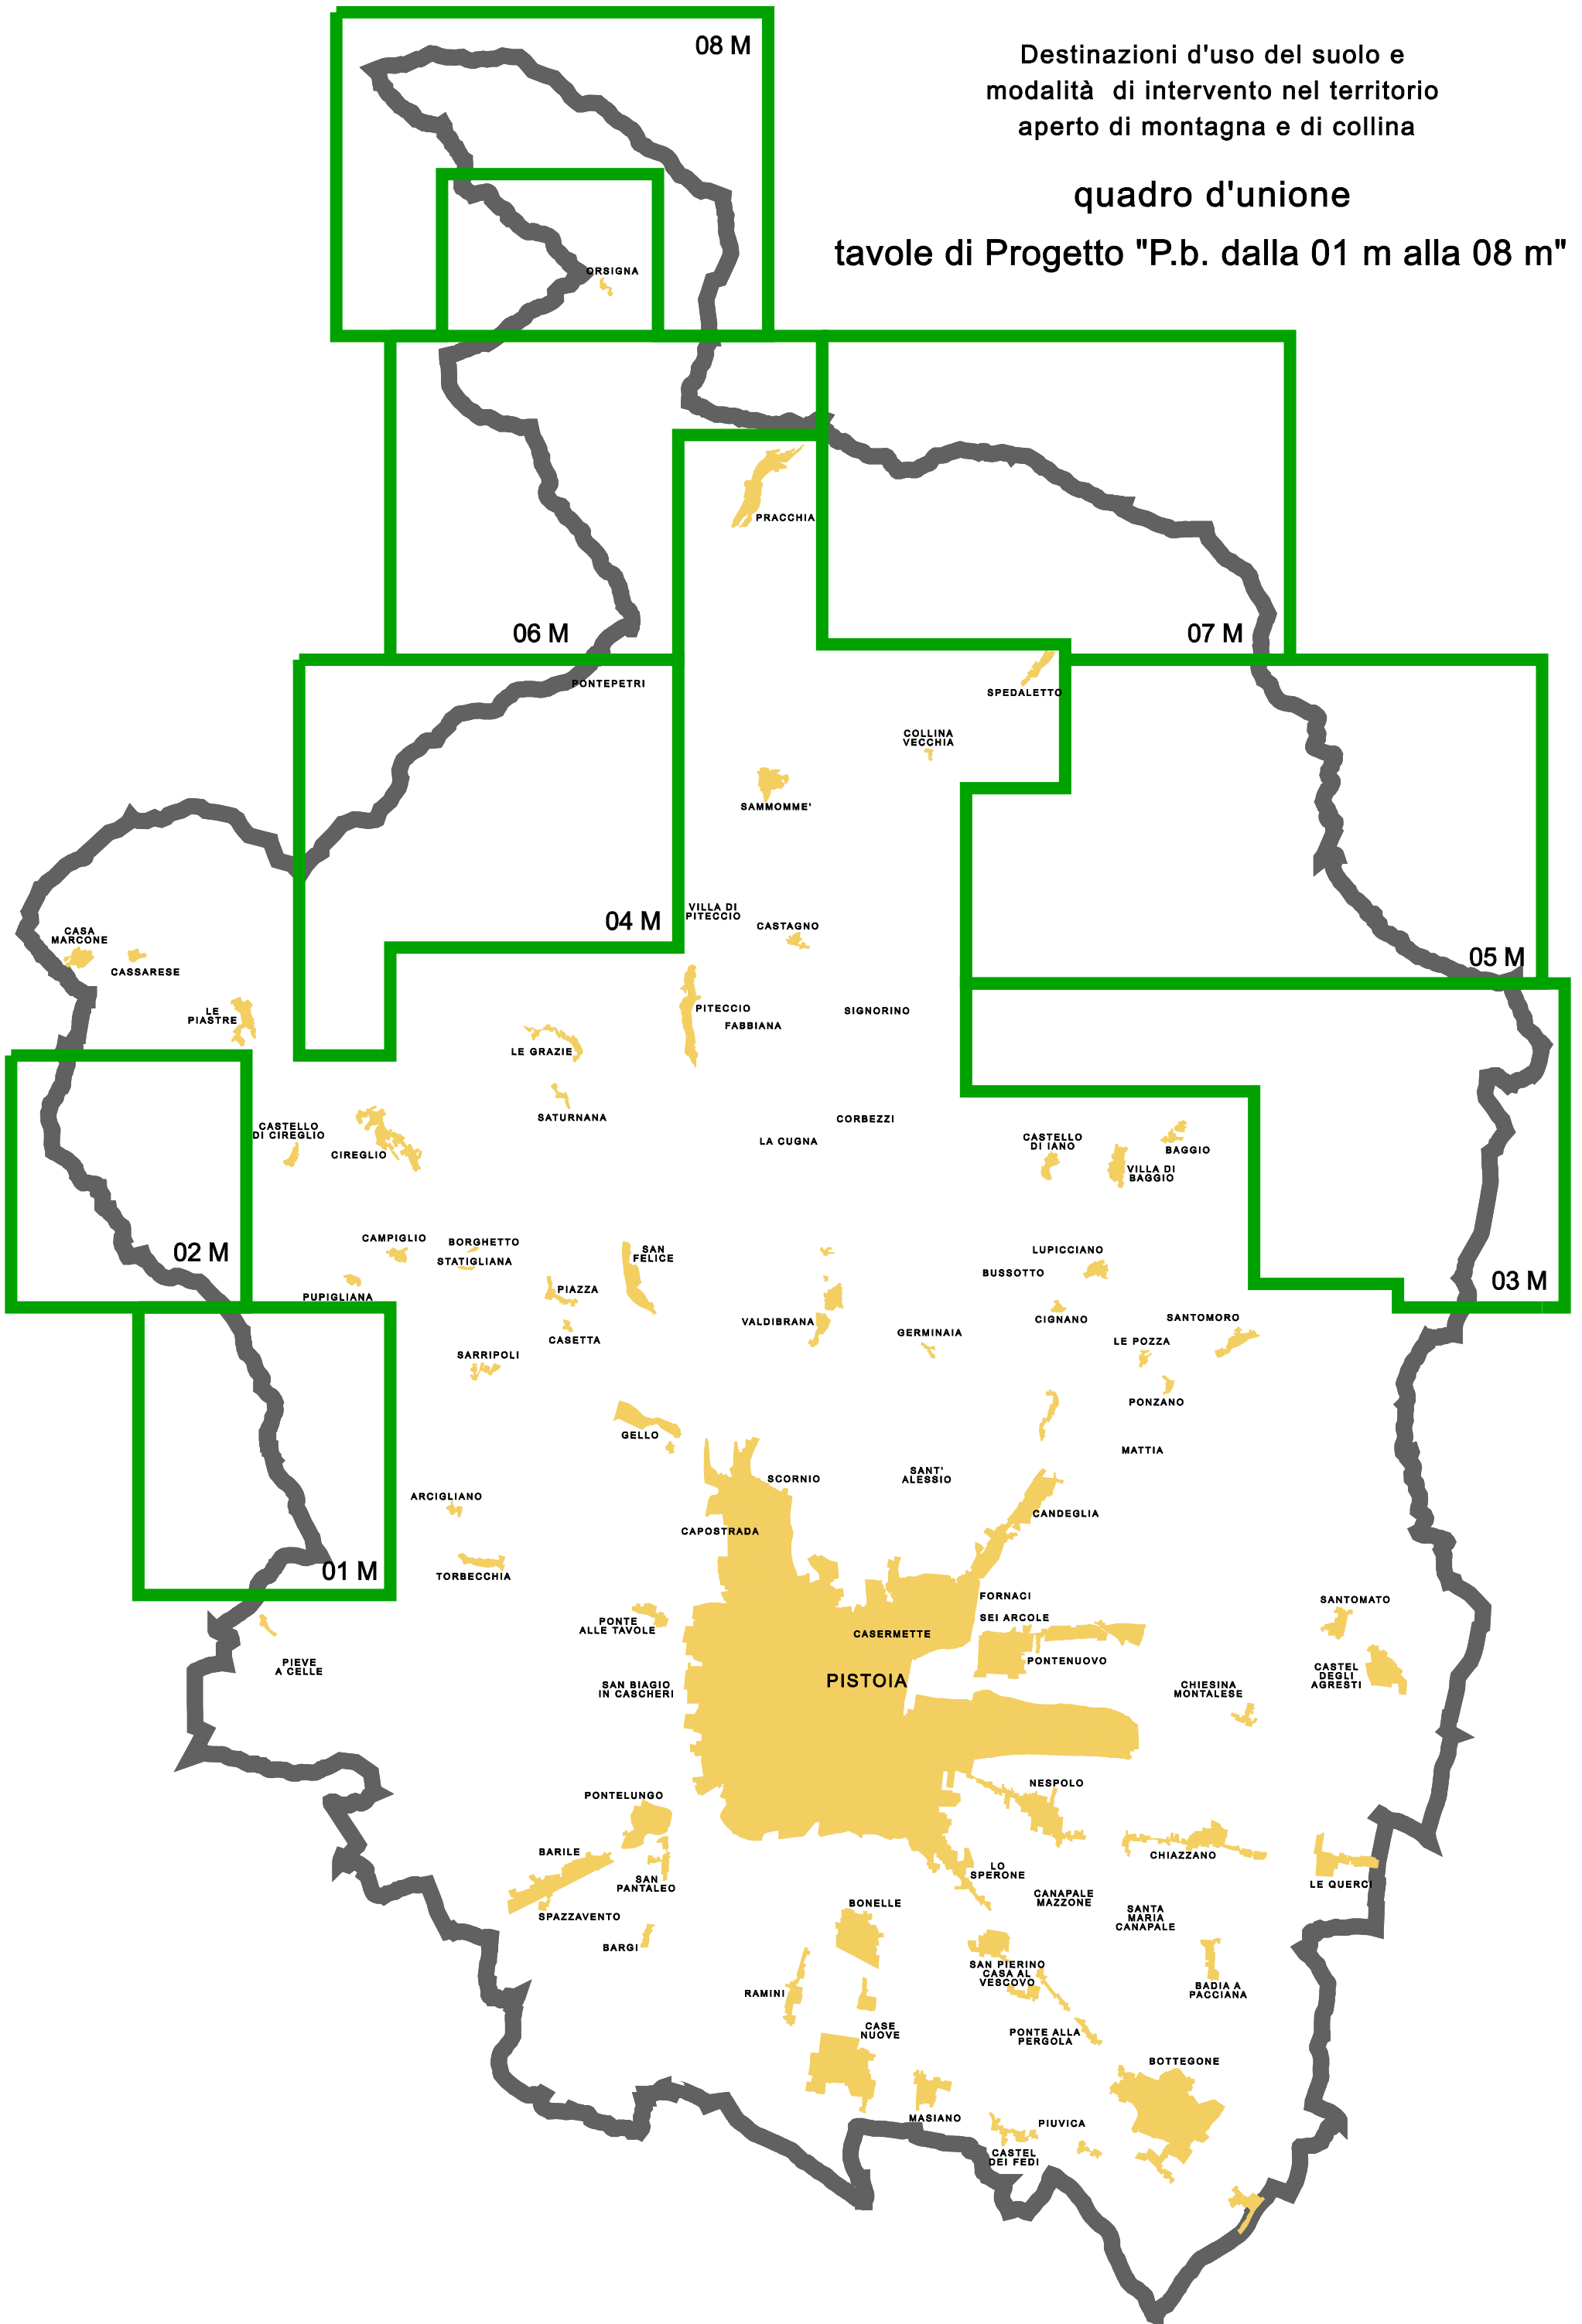 08 M
Destinazioni d'uso del suolo e
modalità di intervento nel territorio
aperto di montagna e di collina
quadro d'unione
tavole di Progetto "P.b. dalla 01 m alla 08 m"
ORSIGNA
PRACCHIA
06 M
07 M
PONTEPETRI
SPEDALETTO
COLLINA
VECCHIA
SAMMOMME'
04 M
VILLA DI
PITECCIO
CASTAGNO
CASA
MARCONE
CASSARESE
05 M
LE
PIASTRE
PITECCIO
FABBIANA
SIGNORINO
LE GRAZIE
SATURNANA
CORBEZZI
LA CUGNA
CASTELLO
DI CIREGLIO
CIREGLIO
CASTELLO
DI IANO
BAGGIO
VILLA DI
BAGGIO
02 M
CAMPIGLIO
BORGHETTO
STATIGLIANA
SAN
FELICE
LUPICCIANO
BUSSOTTO
03 M
PUPIGLIANA
PIAZZA
CASETTA
VALDIBRANA
GERMINAIA
CIGNANO
SANTOMORO
LE POZZA
SARRIPOLI
PONZANO
GELLO
MATTIA
SCORNIO
SANT'
ALESSIO
ARCIGLIANO
CAPOSTRADA
CANDEGLIA
01 M
TORBECCHIA
FORNACI
SEI ARCOLE
SANTOMATO
PONTE
ALLE TAVOLE
CASERMETTE
PONTENUOVO
PIEVE
A CELLE
SAN BIAGIO
IN CASCHERI
PISTOIA
CHIESINA
MONTALESE
CASTEL
DEGLI
AGRESTI
PONTELUNGO
NESPOLO
BARILE
SAN
PANTALEO
LO
SPERONE
CHIAZZANO
LE QUERCI
SPAZZAVENTO
BONELLE
CANAPALE
MAZZONE
SANTA
MARIA
CANAPALE
BARGI
SAN PIERINO
CASA AL
VESCOVO
RAMINI
BADIA A
PACCIANA
CASE
NUOVE
PONTE ALLA
PERGOLA
BOTTEGONE
MASIANO
PIUVICA
CASTEL
DEI FEDI